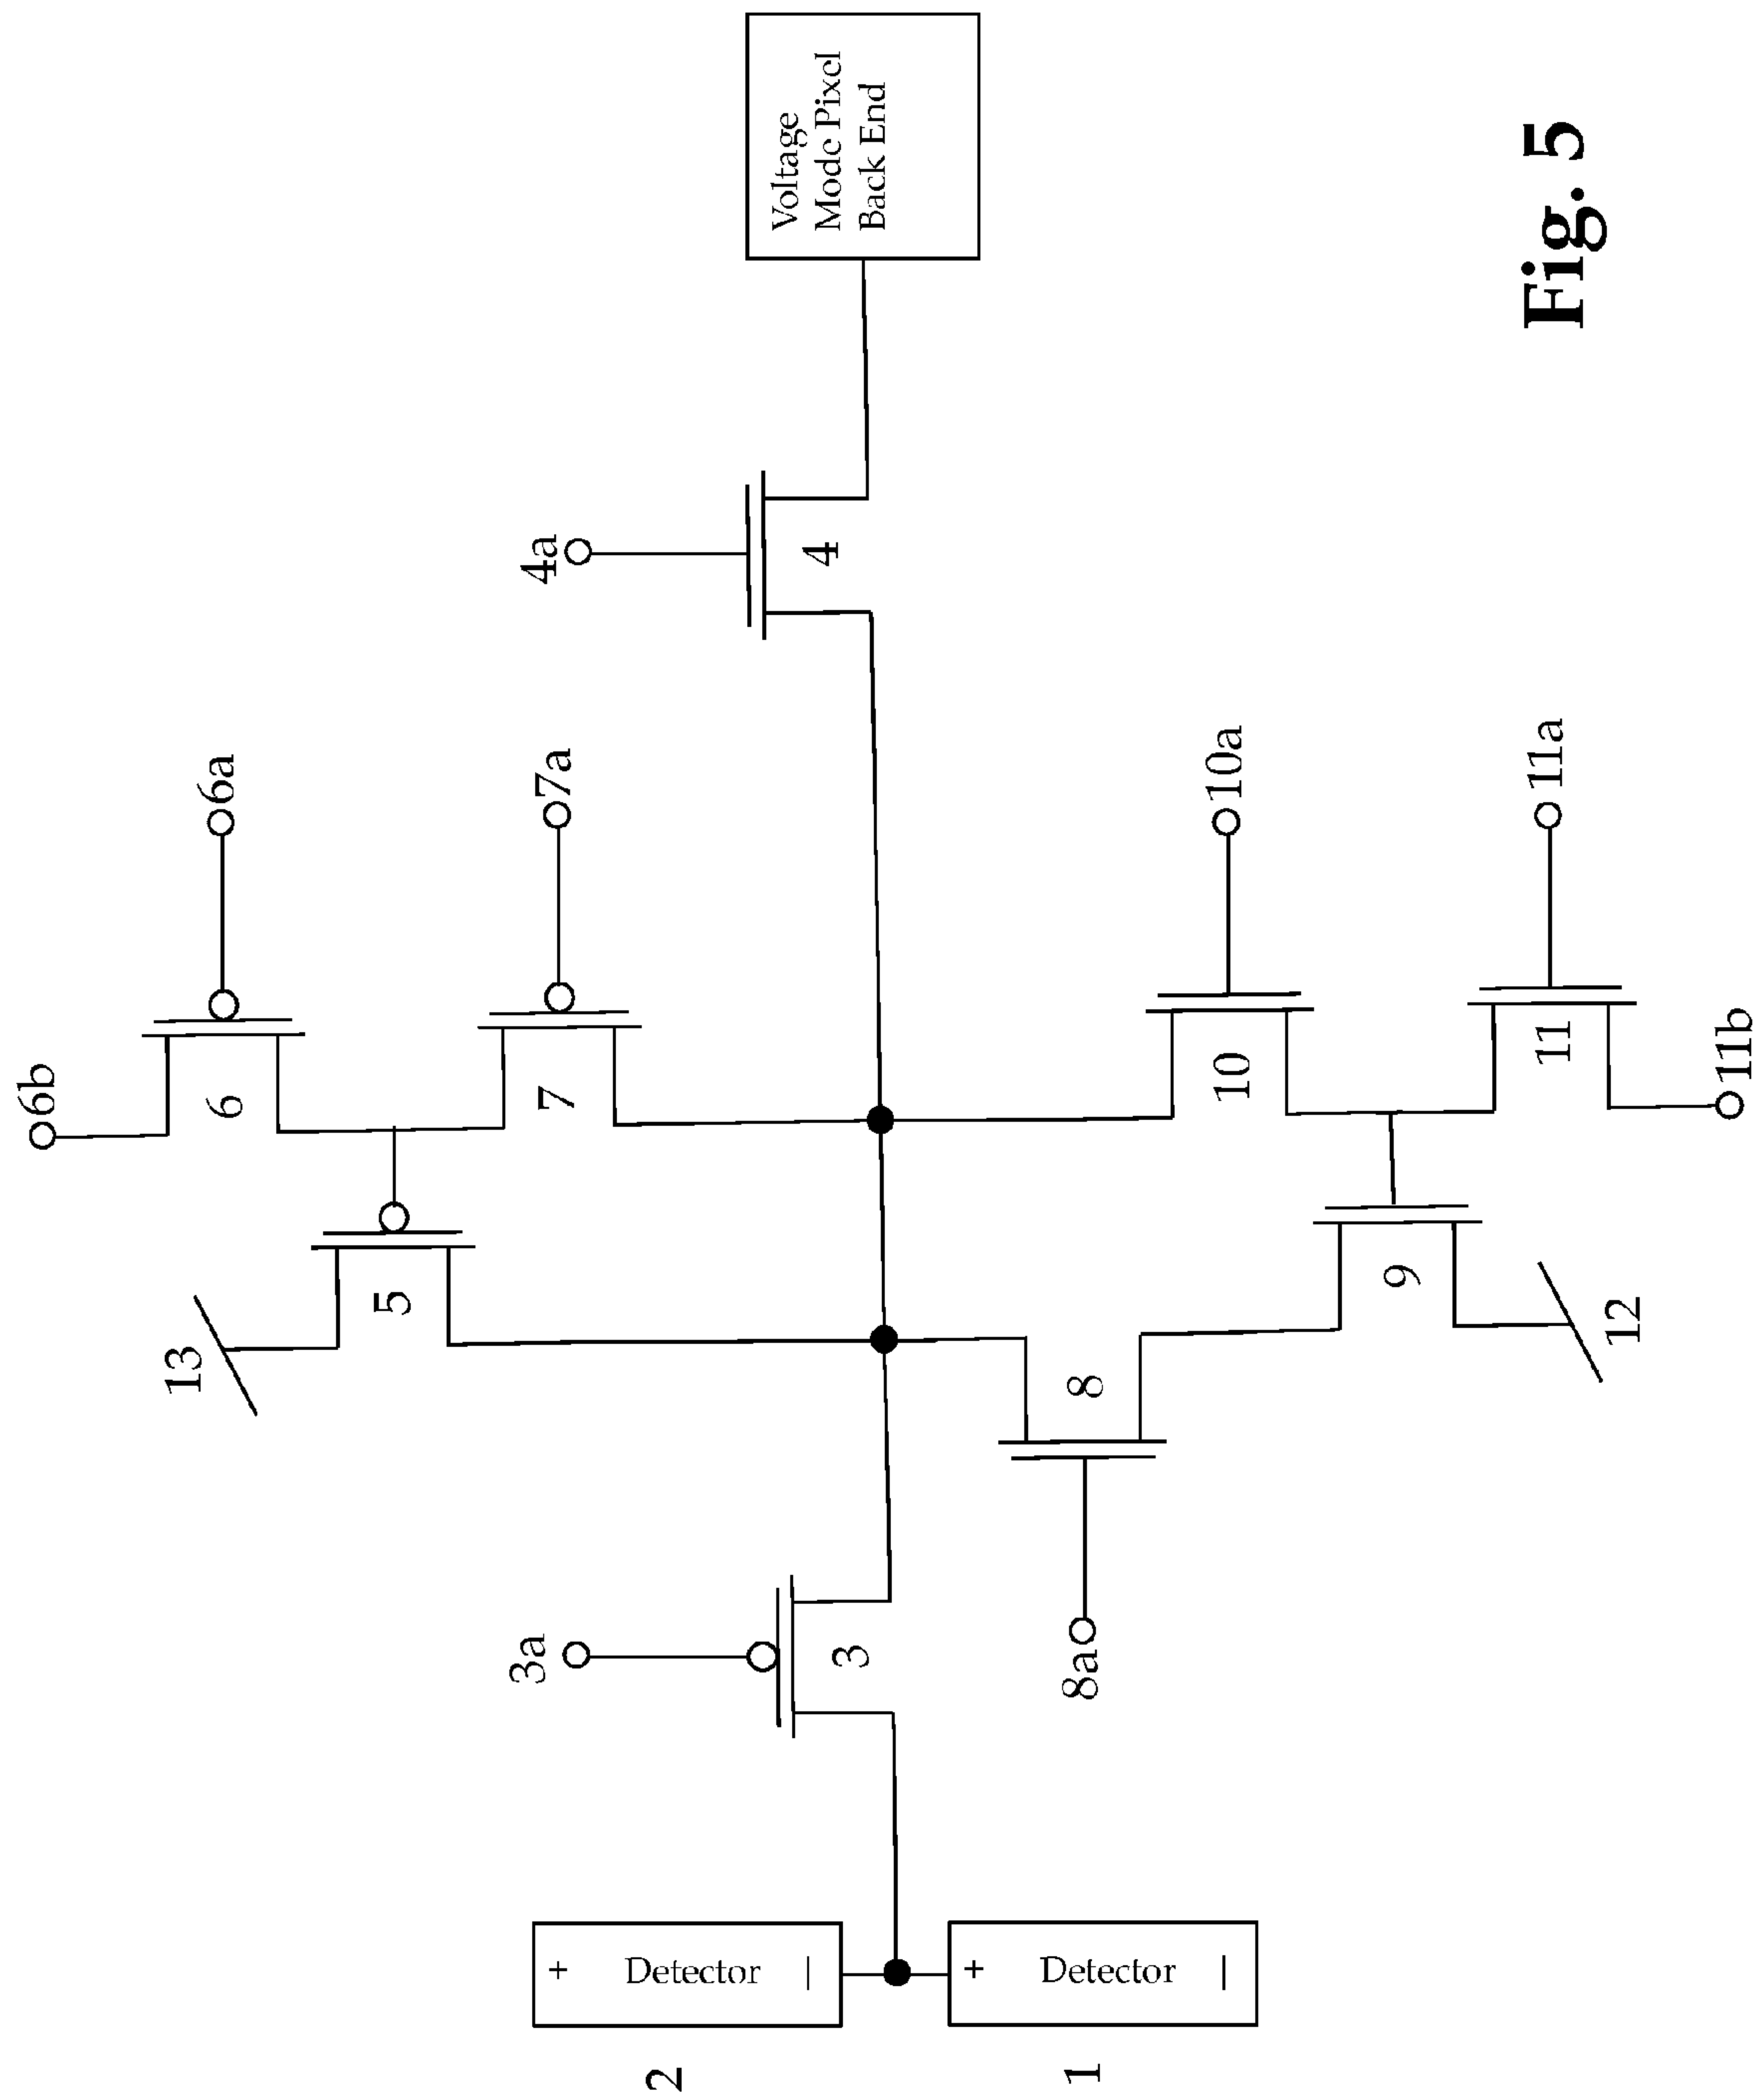 6b
13
6
6a
5
3a
4a
7
7a
2
+
Detector
−
3
4
Voltage
Mode Pixel
Back End
1
+
Detector
−
8a
8
10
10a
9
11
11a
12
11b
Fig. 5